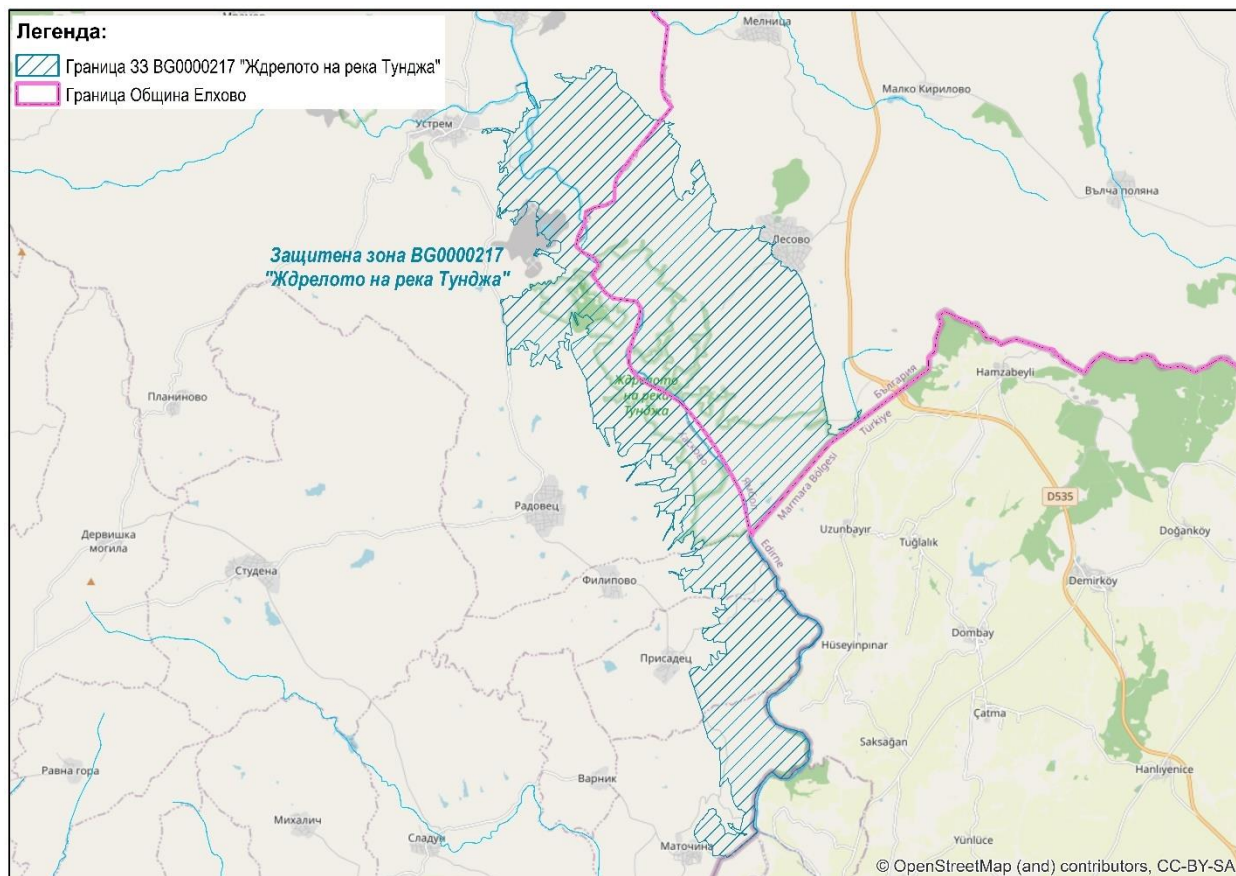 Легенда:
Граница ЗЗ BG0000217 "Ждрелото на река Тунджа"
Граница Община Елхово
Мелница
Малко Кирилово
Устрем
Вълча поляна
Лесово
Защитена зона BG0000217
"Ждрелото на река Тунджа"
Hamzabeyli
България
Türkiye
Планиново
Ждрелото
на река
Тунджа
Хасково
Ямбол
Marmara Bölgesi
Edirne
D535
Радовец
Uzunbayır
Tuğlalık
Doğanköy
Дервишка
могила
Студена
Филипово
Demirköy
Dombay
Hüseyinpınar
Присадец
Çatma
Saksağan
Равна гора
Варник
Hanlıyenice
Михалич
Сладун
Маточина
Yünlüce
© OpenStreetMap (and) contributors, CC-BY-SA